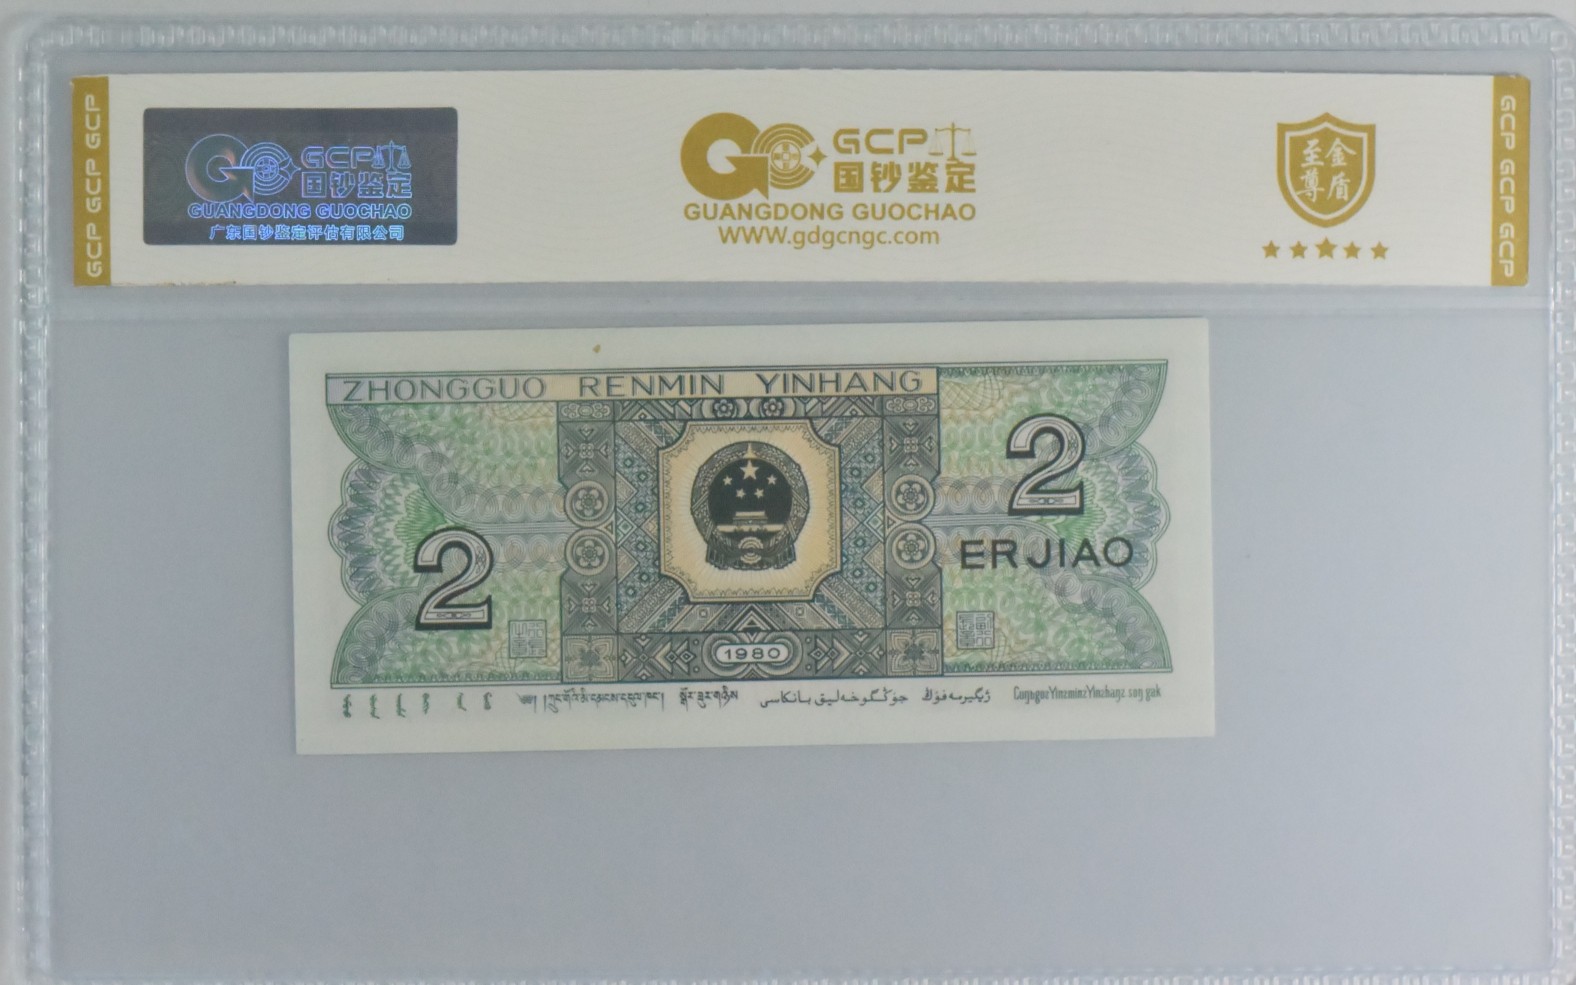 GCP GCP GCP
GCP 国钞鉴定
GUANGDONG GUOCHAO
广东国钞鉴定评估有限公司
GCP
国钞鉴定
GUANGDONG GUOCHAO
WWW.gdgcngc.com
金盾
至尊
GCP GCP GCP
ZHONGGUO RENMIN YINHANG
2
2
ERJIAO
1980
جۇڭگوخەلىق بانكاسى